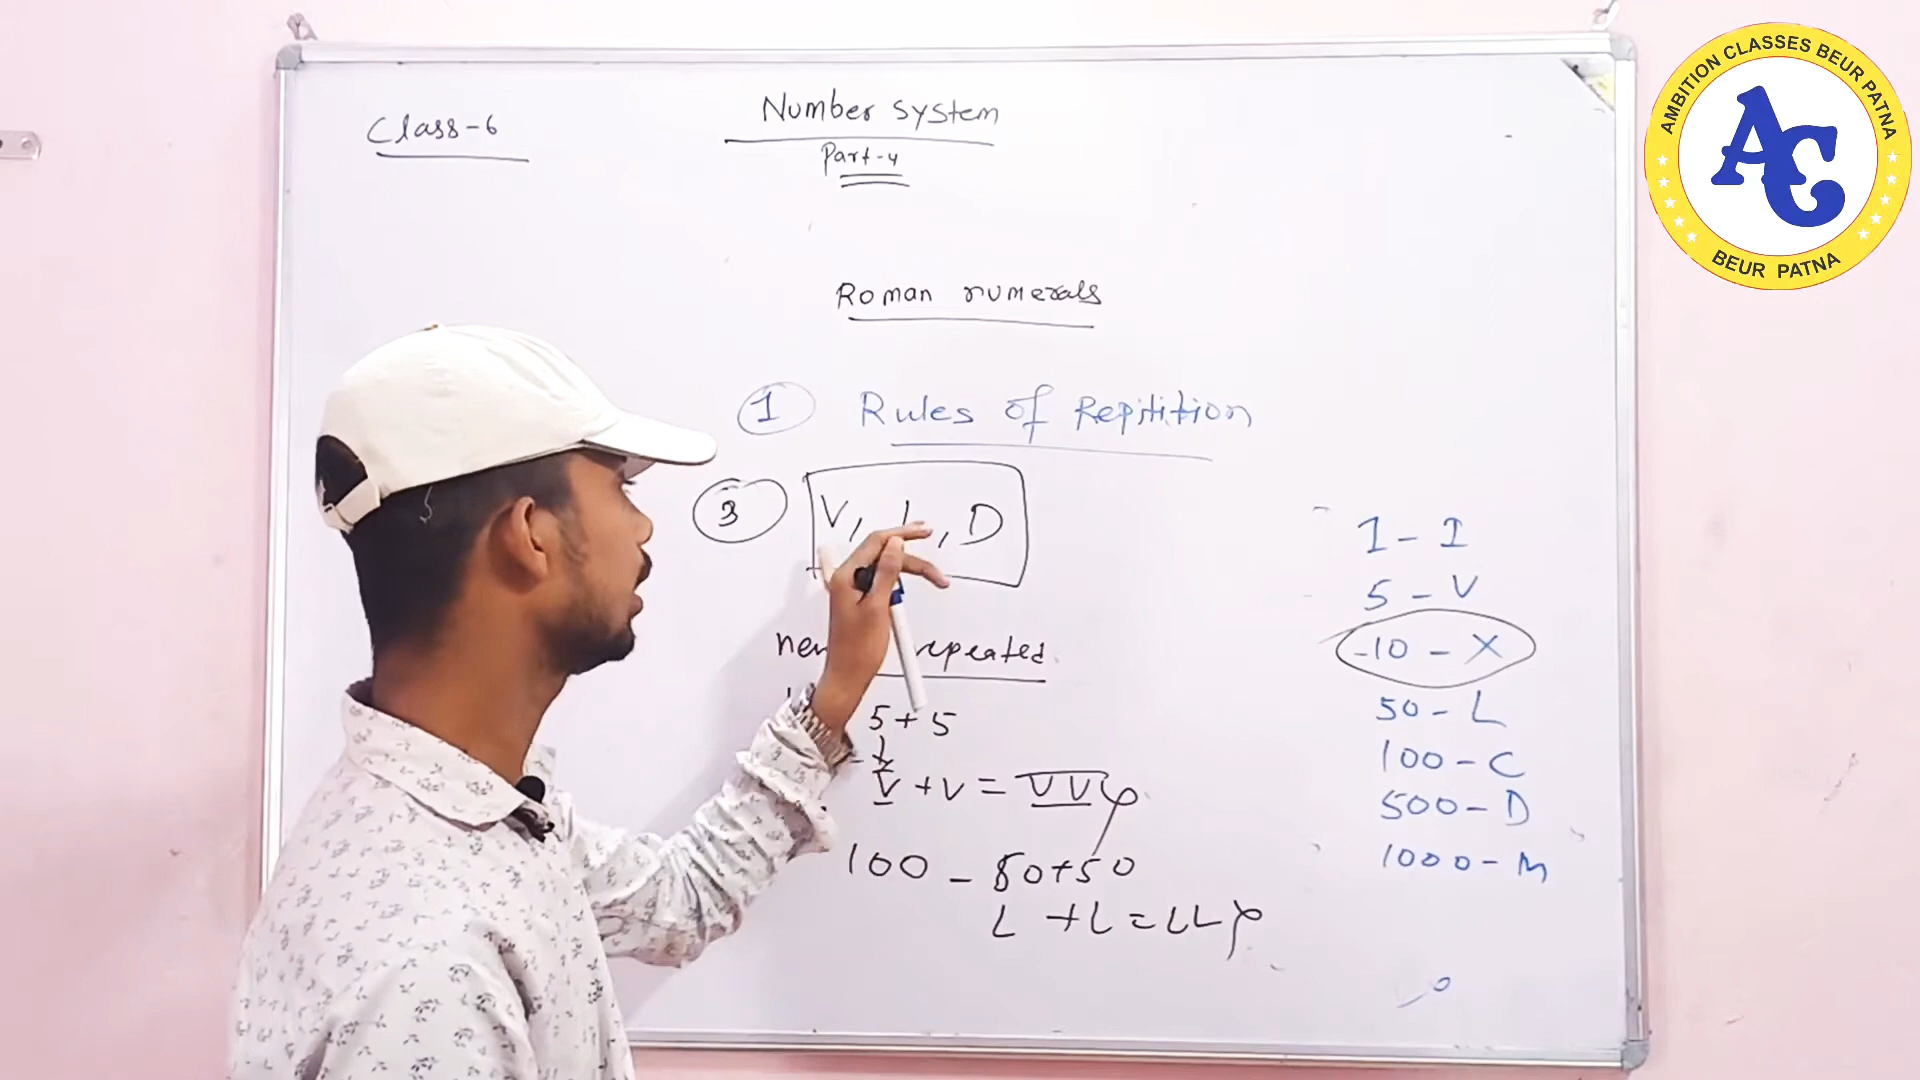 Class-6
Number system
Part-4
Roman numerals
1 Rules of Repitition
3 V, L, D
repeated
5+5
V+V = VV
100 - 50+50
L +L = LL
1 - I
5 - V
10 - X
50 - L
100 - C
500 - D
1000 - M
AMBITION CLASSES BEUR PATNA
AC
BEUR PATNA